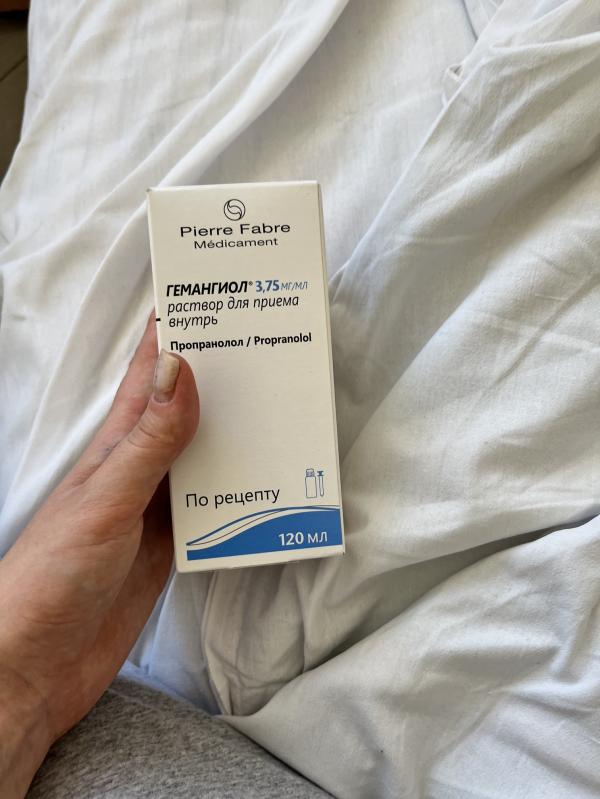 Pierre Fabre
Médicament
ГЕМАНГИОЛ® 3,75 МГ/МЛ
раствор для приема
внутрь
Пропранолол / Propranolol
По рецепту
120 МЛ